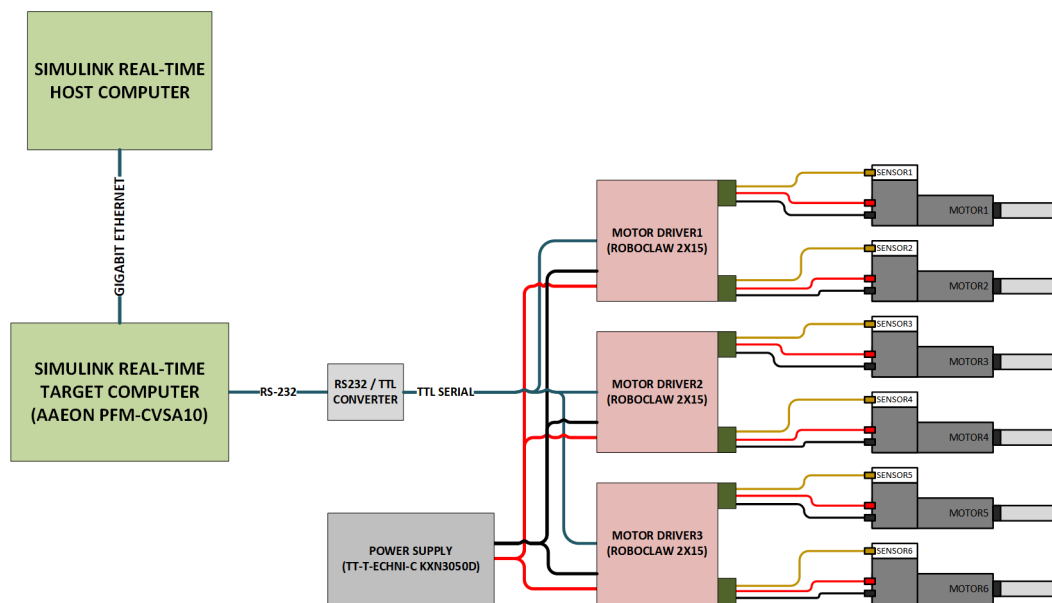 SIMULINK REAL-TIME
HOST COMPUTER
GIGABIT ETHERNET
SIMULINK REAL-TIME
TARGET COMPUTER
(AAEON PFM-CVSA10)
RS-232
RS232 / TTL
CONVERTER
TTL SERIAL
POWER SUPPLY
(TT-T-ECHNI-C KXN3050D)
MOTOR DRIVER1
(ROBOCLAW 2X15)
MOTOR DRIVER2
(ROBOCLAW 2X15)
MOTOR DRIVER3
(ROBOCLAW 2X15)
SENSOR1
MOTOR1
SENSOR2
MOTOR2
SENSOR3
MOTOR3
SENSOR4
MOTOR4
SENSOR5
MOTOR5
SENSOR6
MOTOR6